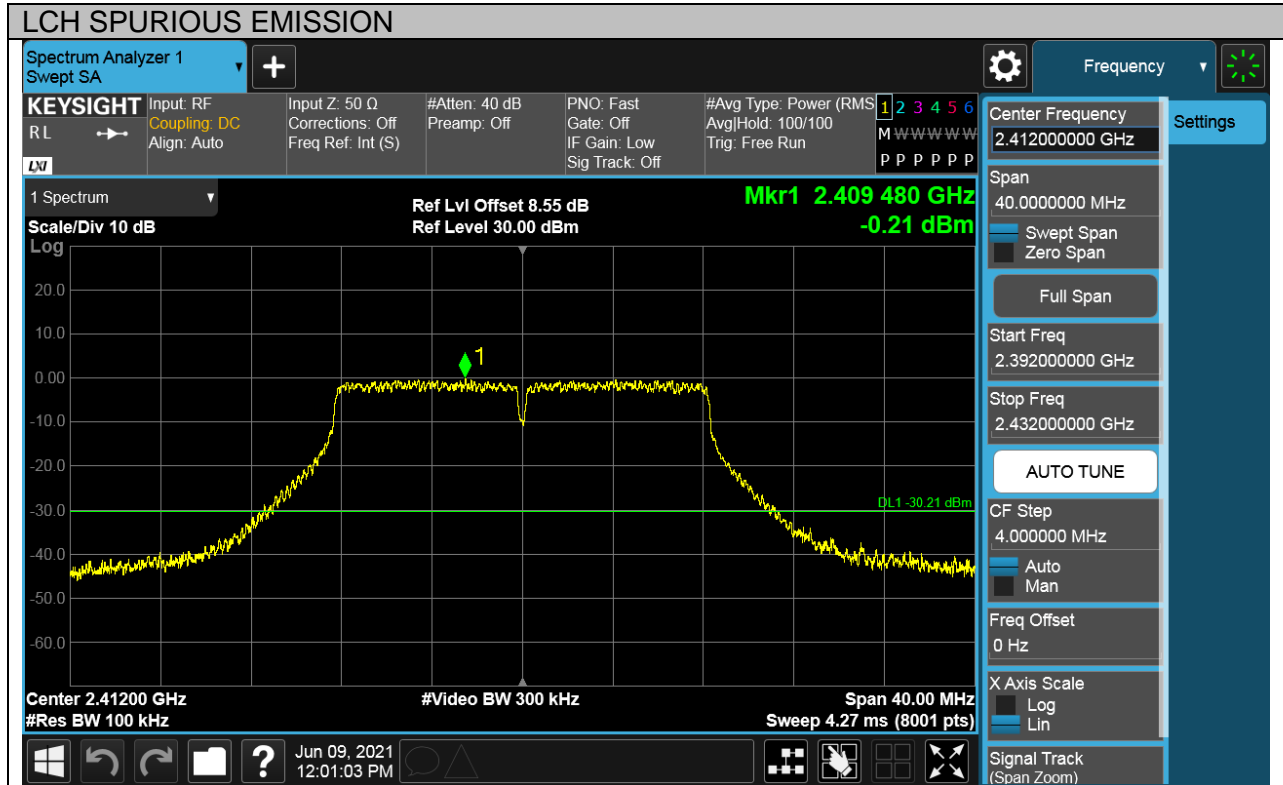 LCH SPURIOUS EMISSION
Spectrum Analyzer 1
Swept SA
Frequency
KEYSIGHT
RL
LXI
Input: RF
Coupling: DC
Align: Auto
Input Z: 50 Ω
Corrections: Off
Freq Ref: Int (S)
#Atten: 40 dB
Preamp: Off
PNO: Fast
Gate: Off
IF Gain: Low
Sig Track: Off
#Avg Type: Power (RMS
Avg|Hold: 100/100
Trig: Free Run
1 2 3 4 5 6
M W W W W W
P P P P P P
1 Spectrum
Scale/Div 10 dB
Ref Lvl Offset 8.55 dB
Ref Level 30.00 dBm
Mkr1 2.409 480 GHz
-0.21 dBm
Log
20.0
10.0
0.00
-10.0
-20.0
-30.0
-40.0
-50.0
-60.0
1
DL1 -30.21 dBm
Center 2.41200 GHz
#Video BW 300 kHz
Span 40.00 MHz
#Res BW 100 kHz
Sweep 4.27 ms (8001 pts)
?
Jun 09, 2021
12:01:03 PM
Center Frequency
2.412000000 GHz
Settings
Span
40.0000000 MHz
Swept Span
Zero Span
Full Span
Start Freq
2.392000000 GHz
Stop Freq
2.432000000 GHz
AUTO TUNE
CF Step
4.000000 MHz
Auto
Man
Freq Offset
0 Hz
X Axis Scale
Log
Lin
Signal Track
(Span Zoom)